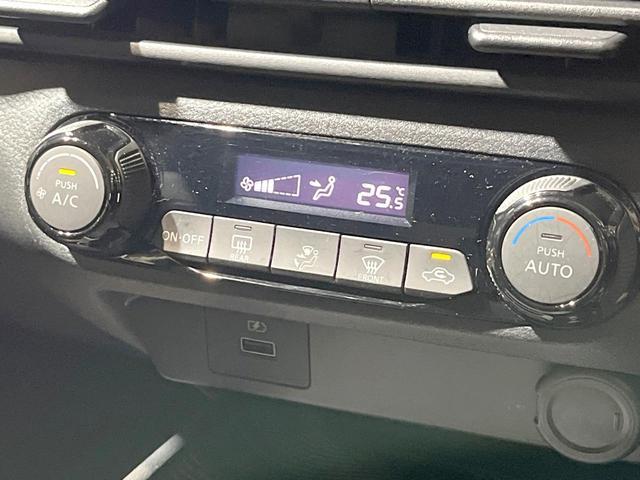 PUSH
A/C
25.5°C
ON·OFF
REAR
FRONT
PUSH
AUTO